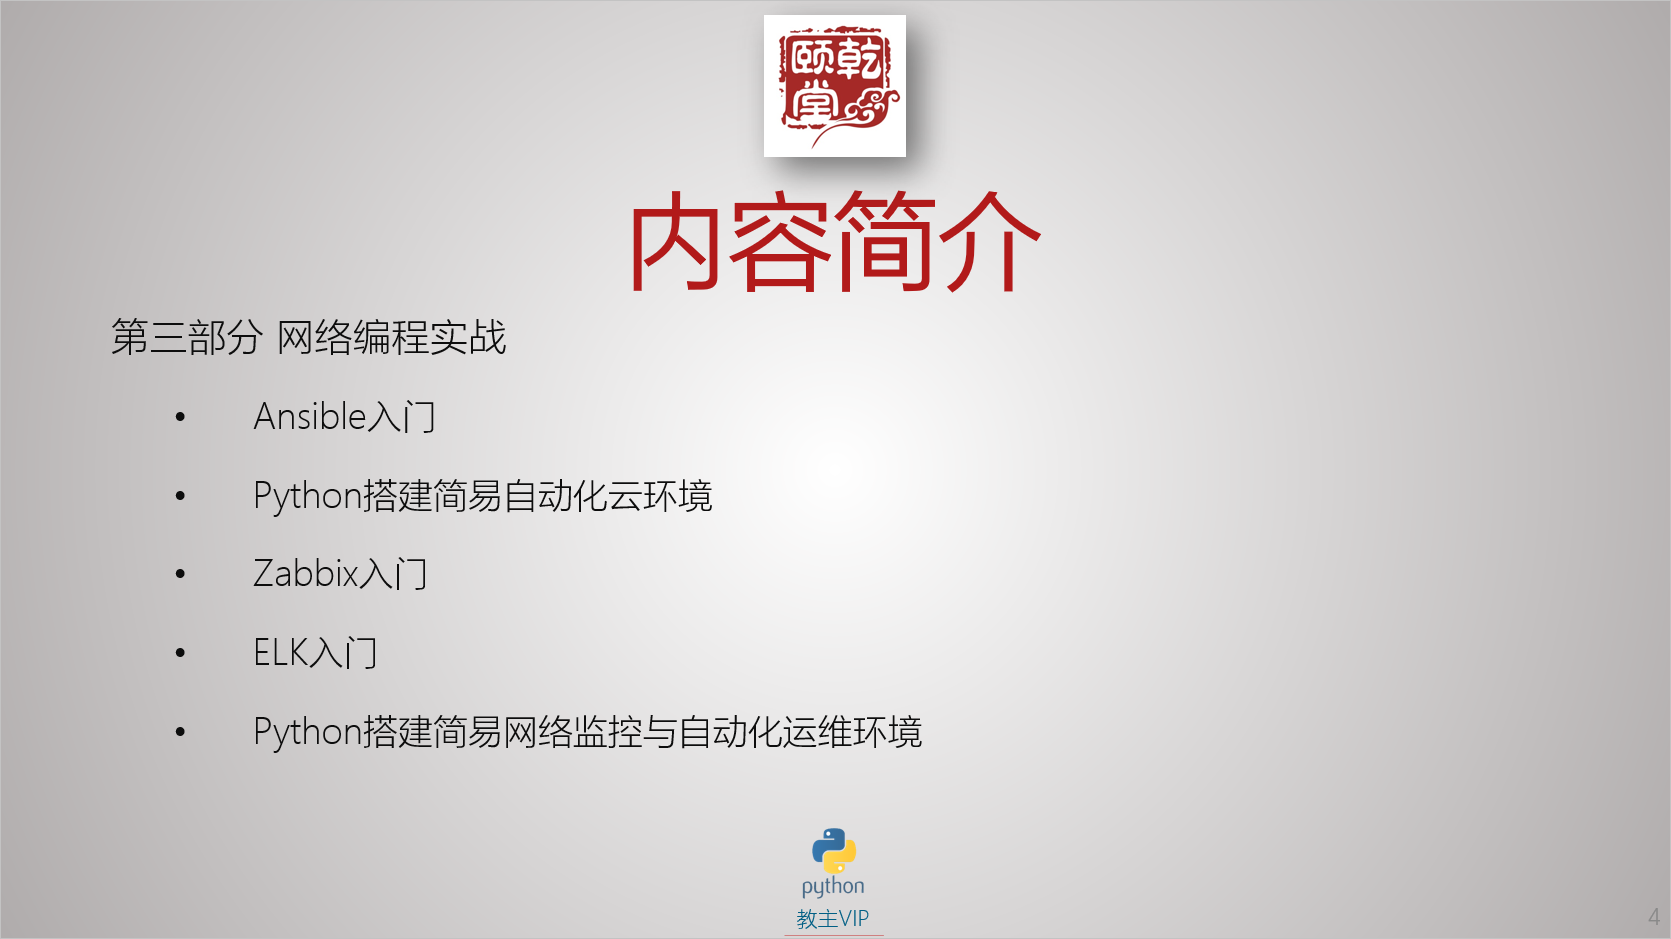 乾颐堂
内容简介
第三部分 网络编程实战
• Ansible入门
• Python搭建简易自动化云环境
• Zabbix入门
• ELK入门
• Python搭建简易网络监控与自动化运维环境
python
教主VIP
4